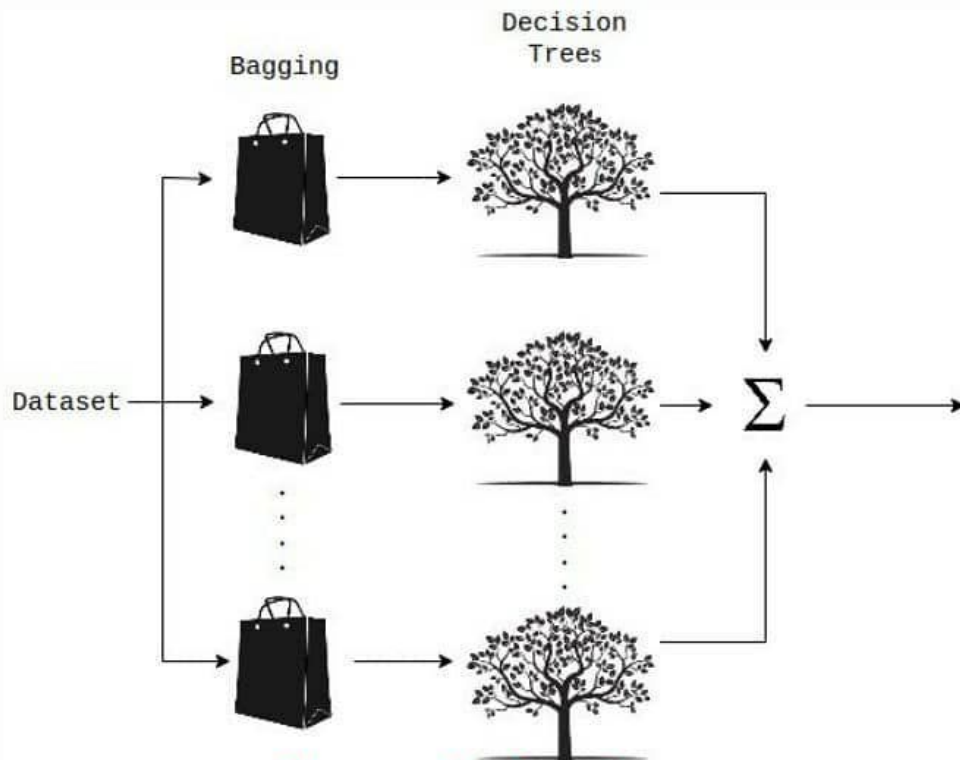 Decision
Trees
Bagging
Dataset
Σ